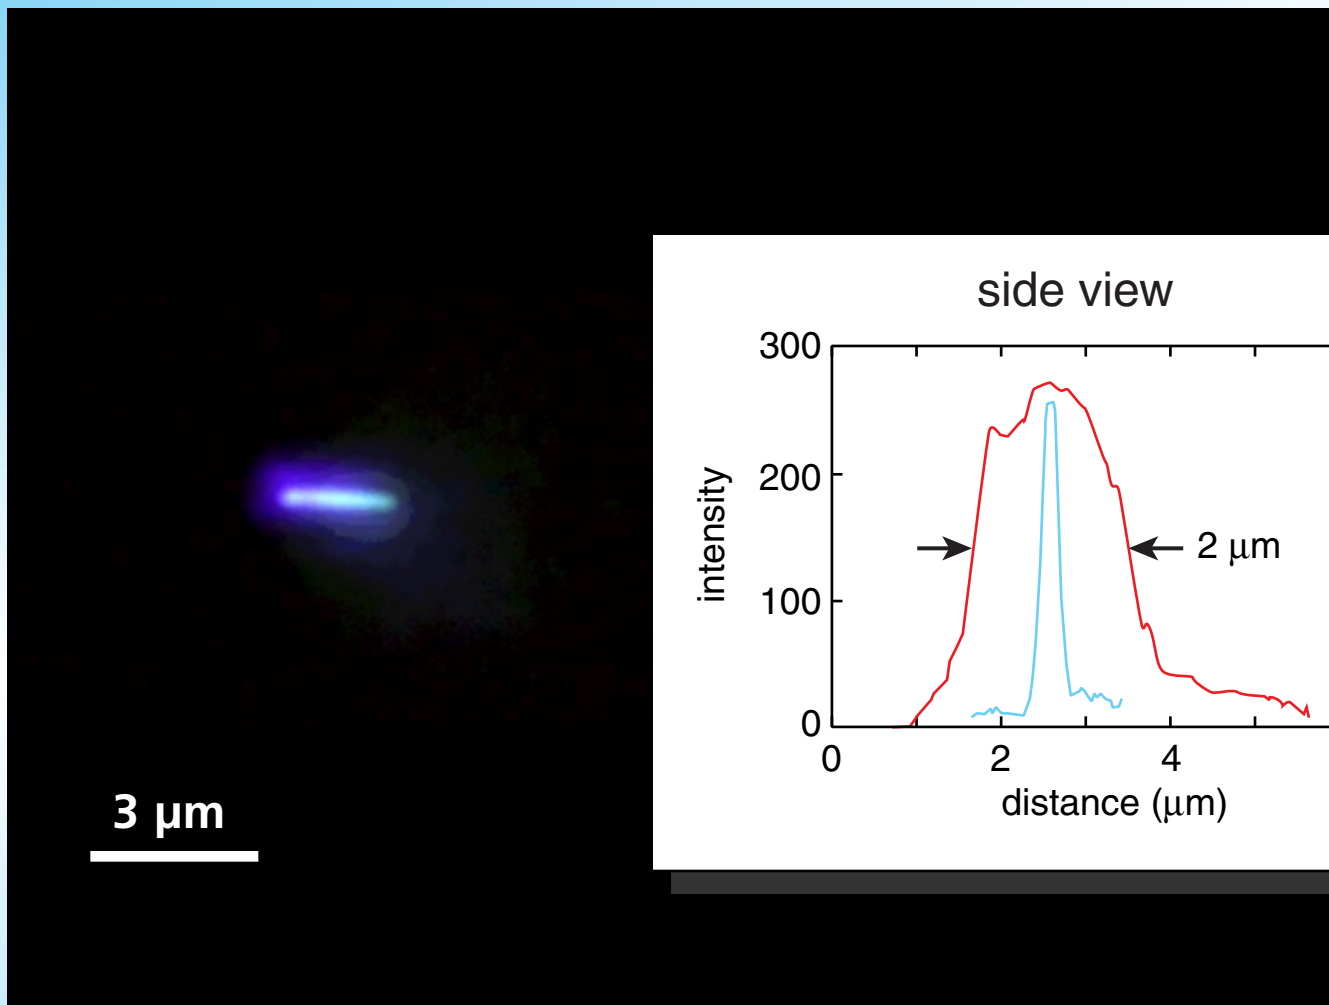 side view
300
200
100
0
intensity
2 μm
0 2 4
distance (μm)
3 μm